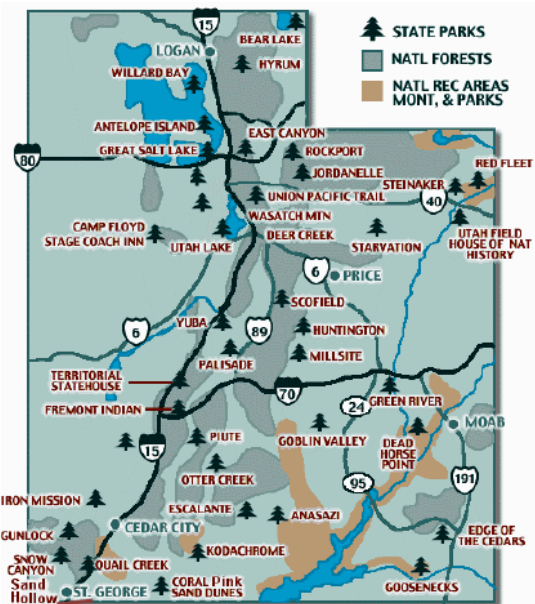 15
BEAR LAKE
STATE PARKS
LOGAN
HYRUM
NATL FORESTS
WILLARD BAY
NATL REC AREAS
MONT, & PARKS
ANTELOPE ISLAND
EAST CANYON
GREAT SALT LAKE
ROCKPORT
80
JORDANELLE
RED FLEET
STEINAKER
UNION PACIFIC TRAIL
40
WASATCH MTN
CAMP FLOYD
STAGE COACH INN
UTAH LAKE
DEER CREEK
STARVATION
UTAH FIELD
HOUSE OF NAT
HISTORY
6
PRICE
SCOFIELD
6
YUBA
89
HUNTINGTON
PALISADE
MILLSITE
TERRITORIAL
STATEHOUSE
70
GREEN RIVER
FREMONT INDIAN
24
MOAB
15
PIUTE
GOBLIN VALLEY
DEAD
HORSE
POINT
OTTER CREEK
95
191
IRON MISSION
ESCALANTE
ANASAZI
CEDAR CITY
EDGE OF
THE CEDARS
GUNLOCK
KODACHROME
SNOW
CANYON
QUAIL CREEK
GOOSENECKS
Sand
Hollow
ST. GEORGE
CORAL Pink
SAND DUNES